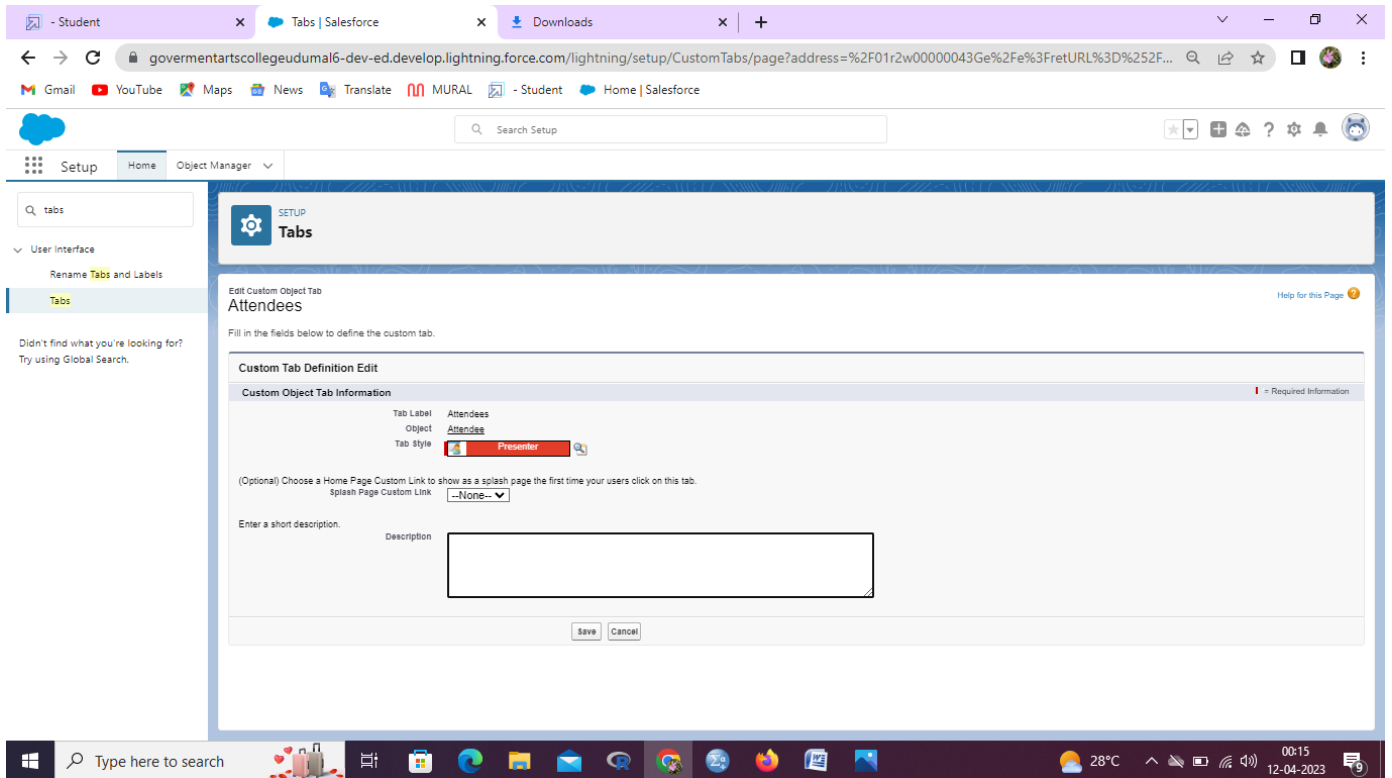 - Student
Tabs | Salesforce
Downloads
govermentartscollegeudumal6-dev-ed.develop.lightning.force.com/lightning/setup/CustomTabs/page?address=%2F01r2w00000043Ge%2Fe%3FretURL%3D%252F...
Gmail YouTube Maps News Translate MURAL - Student Home | Salesforce
Search Setup
Setup Home Object Manager
tabs
User Interface
Rename Tabs and Labels
Tabs
Didn't find what you're looking for?
Try using Global Search.
SETUP
Tabs
Edit Custom Object Tab
Attendees
Help for this Page
Fill in the fields below to define the custom tab.
Custom Tab Definition Edit
Custom Object Tab Information
= Required Information
Tab Label Attendees
Object Attendee
Tab Style Presenter
(Optional) Choose a Home Page Custom Link to show as a splash page the first time your users click on this tab.
Splash Page Custom Link --None--
Enter a short description.
Description
Save Cancel
Type here to search
28°C
00:15
12-04-2023